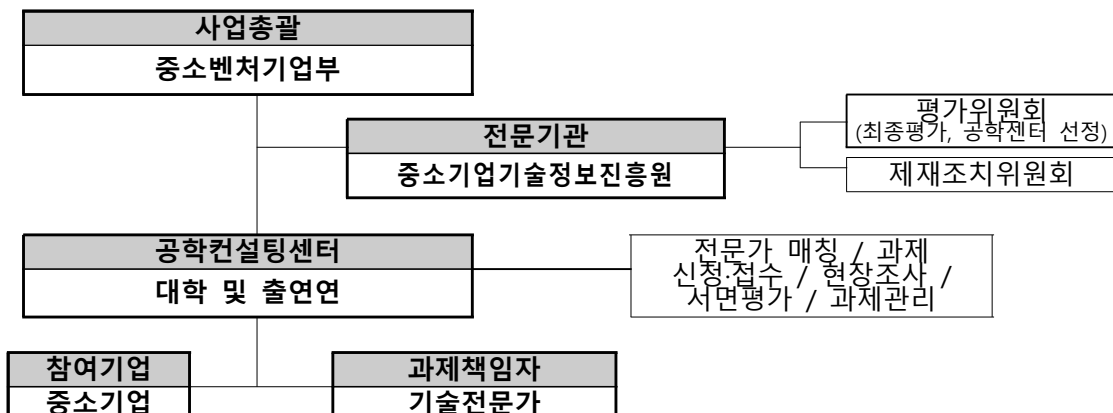 사업총괄
중소벤처기업부
전문기관
중소기업기술정보진흥원
평가위원회
(최종평가, 공학젠터 선정)
제재조치위원회
공학컨설팅센터
대학 및 출연연
전문가 매칭 / 과제
신청·접수 / 현장조사 /
서면평가 / 과제관리
참여기업
중소기업
과제책임자
기술전문가